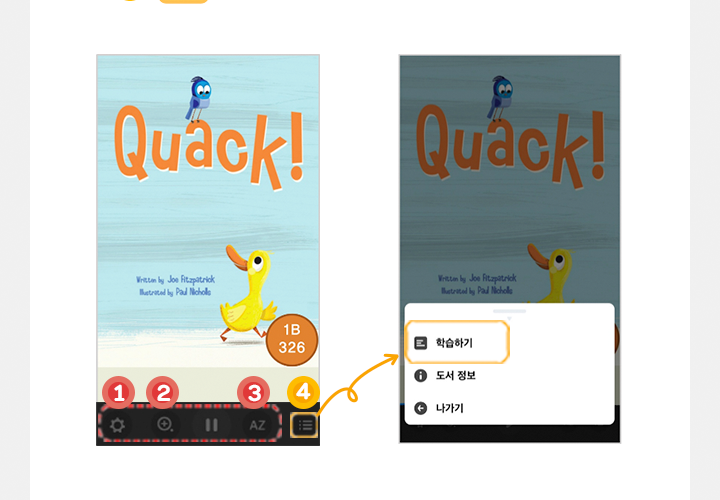 Quack!
Written by Joe Fitzpatrick
Illustrated by Paul Nicholls
1B
326
1
2
3
4
AZ
Quack!
Written by Joe Fitzpatrick
Illustrated by Paul Nicholls
학습하기
도서 정보
나가기